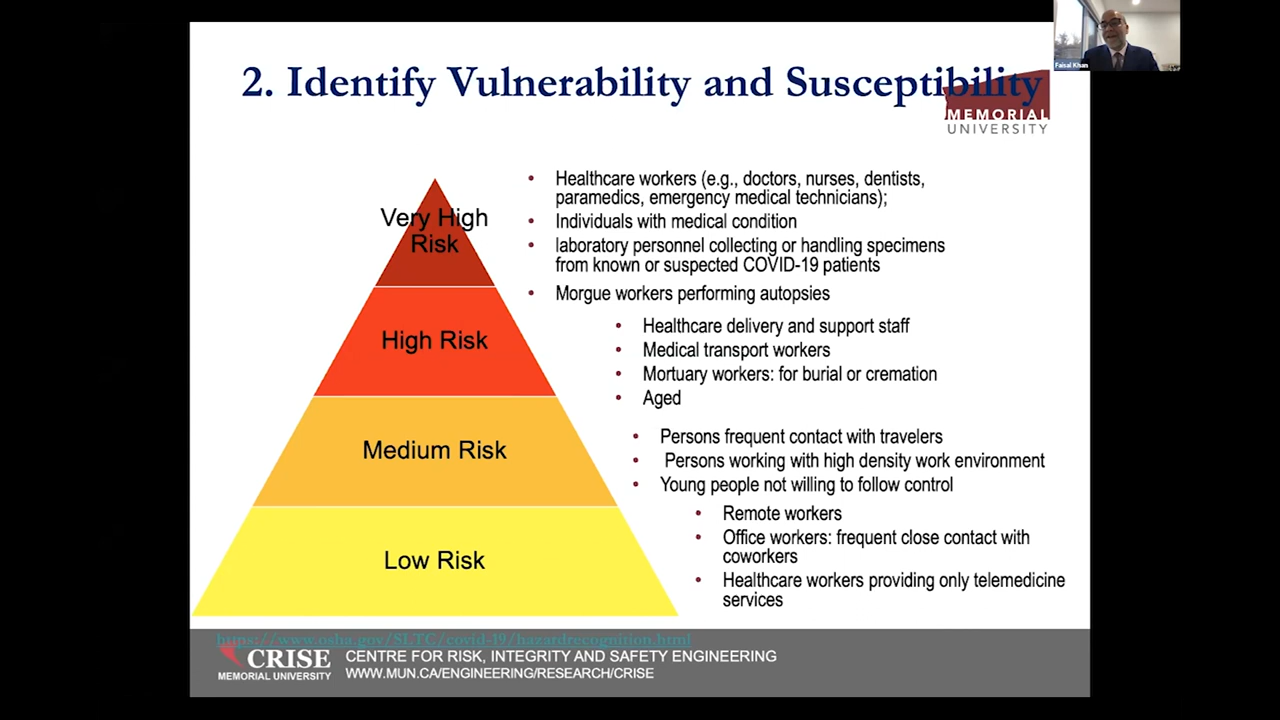 Faisal Khan
2. Identify Vulnerability and Susceptibility
MEMORIAL
UNIVERSITY
Very High
Risk
• Healthcare workers (e.g., doctors, nurses, dentists,
paramedics, emergency medical technicians);
• Individuals with medical condition
• laboratory personnel collecting or handling specimens
from known or suspected COVID-19 patients
• Morgue workers performing autopsies
High Risk
• Healthcare delivery and support staff
• Medical transport workers
• Mortuary workers: for burial or cremation
• Aged
Medium Risk
• Persons frequent contact with travelers
• Persons working with high density work environment
• Young people not willing to follow control
Low Risk
• Remote workers
• Office workers: frequent close contact with
coworkers
• Healthcare workers providing only telemedicine
services
https://www.osha.gov/SLTC/covid-19/hazardrecognition.html
CRISE
MEMORIAL UNIVERSITY
CENTRE FOR RISK, INTEGRITY AND SAFETY ENGINEERING
WWW.MUN.CA/ENGINEERING/RESEARCH/CRISE